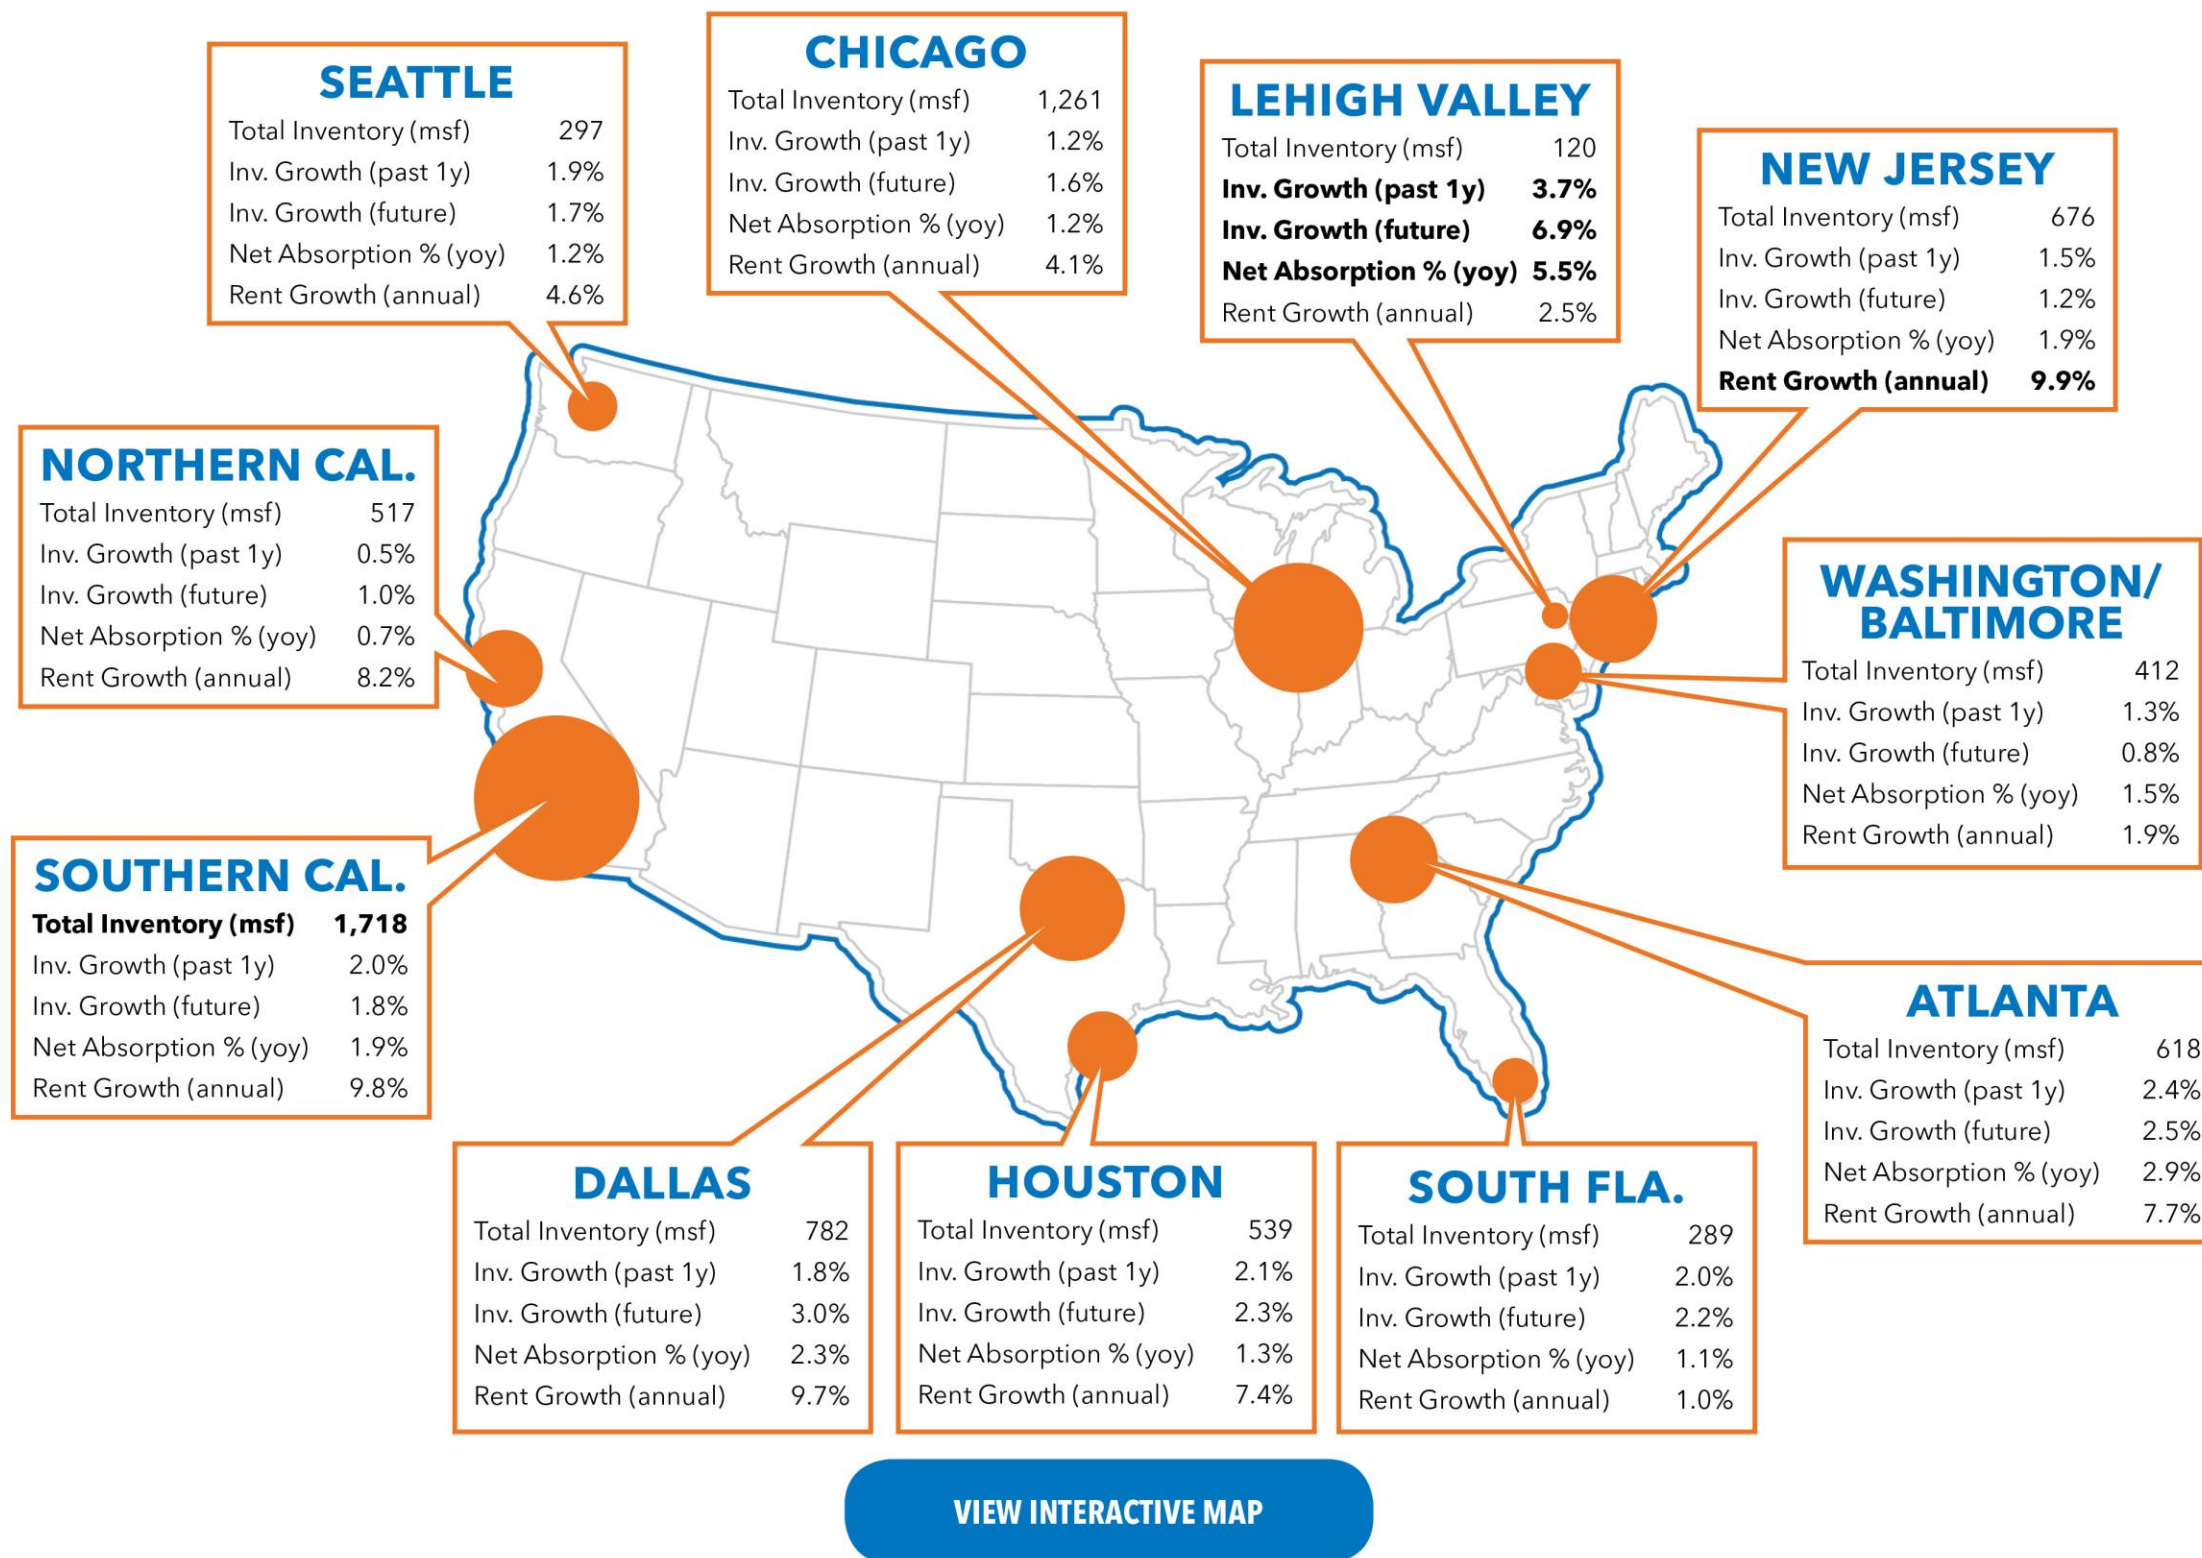 SEATTLE
Total Inventory (msf) 297
Inv. Growth (past 1y) 1.9%
Inv. Growth (future) 1.7%
Net Absorption % (yoy) 1.2%
Rent Growth (annual) 4.6%
CHICAGO
Total Inventory (msf) 1,261
Inv. Growth (past 1y) 1.2%
Inv. Growth (future) 1.6%
Net Absorption % (yoy) 1.2%
Rent Growth (annual) 4.1%
LEHIGH VALLEY
Total Inventory (msf) 120
Inv. Growth (past 1y) 3.7%
Inv. Growth (future) 6.9%
Net Absorption % (yoy) 5.5%
Rent Growth (annual) 2.5%
NEW JERSEY
Total Inventory (msf) 676
Inv. Growth (past 1y) 1.5%
Inv. Growth (future) 1.2%
Net Absorption % (yoy) 1.9%
Rent Growth (annual) 9.9%
NORTHERN CAL.
Total Inventory (msf) 517
Inv. Growth (past 1y) 0.5%
Inv. Growth (future) 1.0%
Net Absorption % (yoy) 0.7%
Rent Growth (annual) 8.2%
WASHINGTON/
BALTIMORE
Total Inventory (msf) 412
Inv. Growth (past 1y) 1.3%
Inv. Growth (future) 0.8%
Net Absorption % (yoy) 1.5%
Rent Growth (annual) 1.9%
SOUTHERN CAL.
Total Inventory (msf) 1,718
Inv. Growth (past 1y) 2.0%
Inv. Growth (future) 1.8%
Net Absorption % (yoy) 1.9%
Rent Growth (annual) 9.8%
ATLANTA
Total Inventory (msf) 618
Inv. Growth (past 1y) 2.4%
Inv. Growth (future) 2.5%
Net Absorption % (yoy) 2.9%
Rent Growth (annual) 7.7%
DALLAS
Total Inventory (msf) 782
Inv. Growth (past 1y) 1.8%
Inv. Growth (future) 3.0%
Net Absorption % (yoy) 2.3%
Rent Growth (annual) 9.7%
HOUSTON
Total Inventory (msf) 539
Inv. Growth (past 1y) 2.1%
Inv. Growth (future) 2.3%
Net Absorption % (yoy) 1.3%
Rent Growth (annual) 7.4%
SOUTH FLA.
Total Inventory (msf) 289
Inv. Growth (past 1y) 2.0%
Inv. Growth (future) 2.2%
Net Absorption % (yoy) 1.1%
Rent Growth (annual) 1.0%
VIEW INTERACTIVE MAP